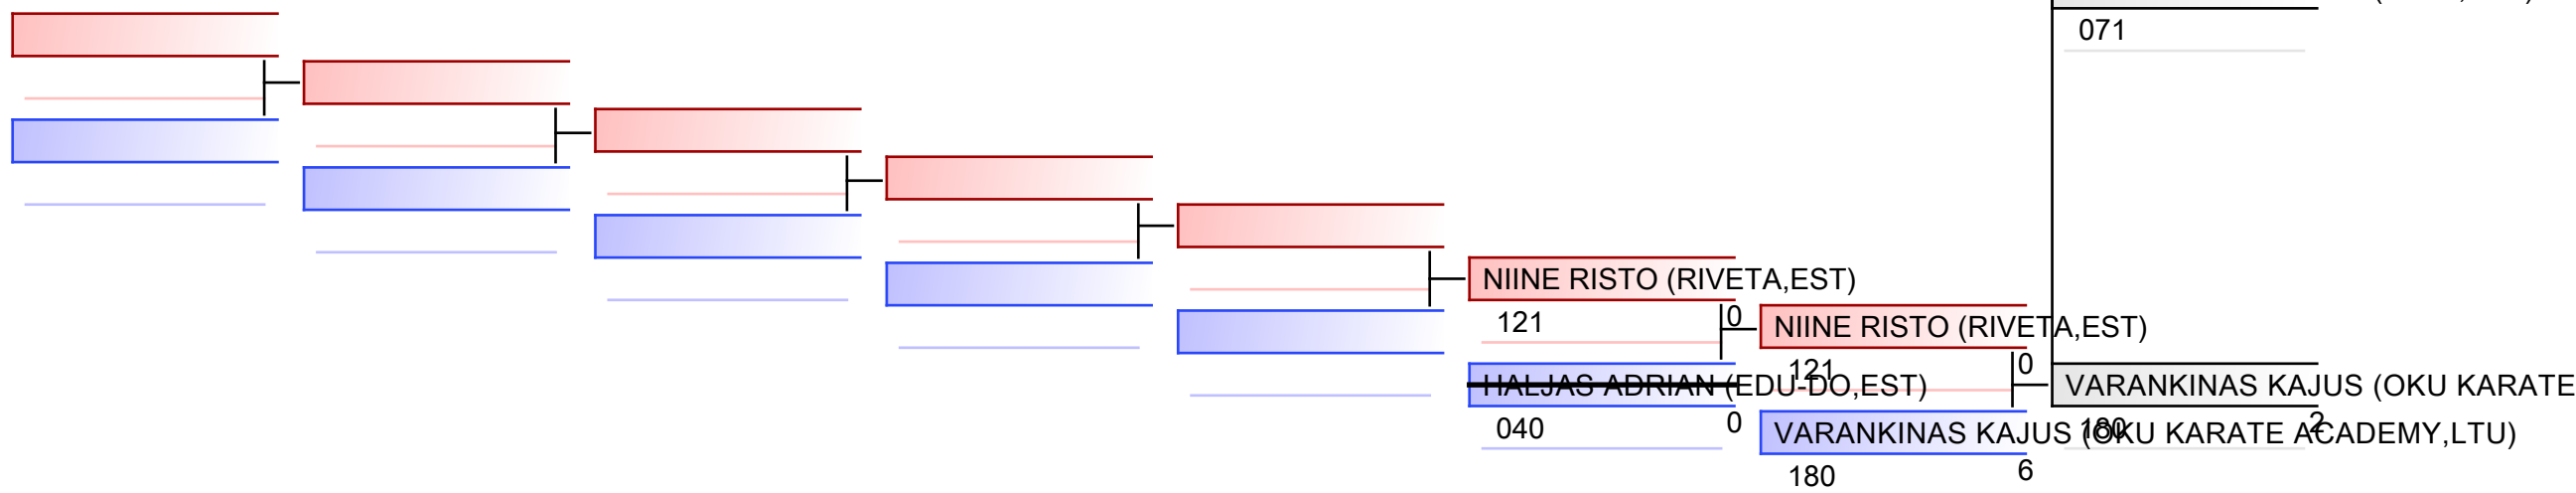 071
NIINE RISTO (RIVETA,EST)
121
0
NIINE RISTO (RIVETA,EST)
121
0
HALJAS ADRIAN (EDU-DO,EST)
040
0
VARANKINAS KAJUS (OKU KARATE
180
2
VARANKINAS KAJUS (OKU KARATE ACADEMY,LTU)
180
6